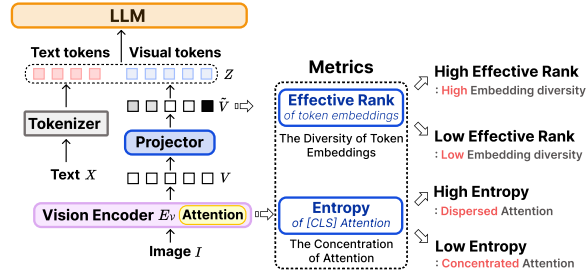 LLM
Text tokens
Visual tokens
Z
Ṽ
Tokenizer
Projector
Text X
V
Vision Encoder E_V
Attention
Image I
Metrics
Effective Rank
of token embeddings
The Diversity of Token
Embeddings
Entropy
of [CLS] Attention
The Concentration
of Attention
High Effective Rank
: High Embedding diversity
Low Effective Rank
: Low Embedding diversity
High Entropy
: Dispersed Attention
Low Entropy
: Concentrated Attention